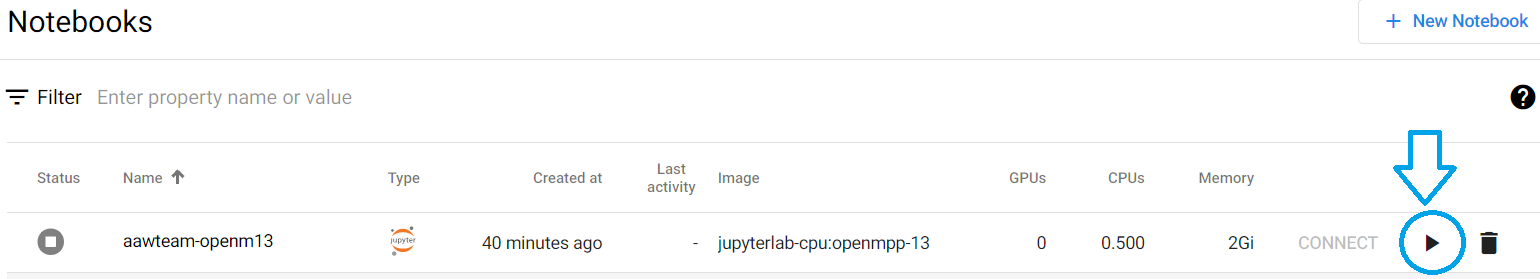 Notebooks
+ New Notebook
Filter Enter property name or value
Status Name Type Created at Last activity Image GPUs CPUs Memory
aawteam-openm13 jupyter 40 minutes ago - jupyterlab-cpu:openmpp-13 0 0.500 2Gi CONNECT